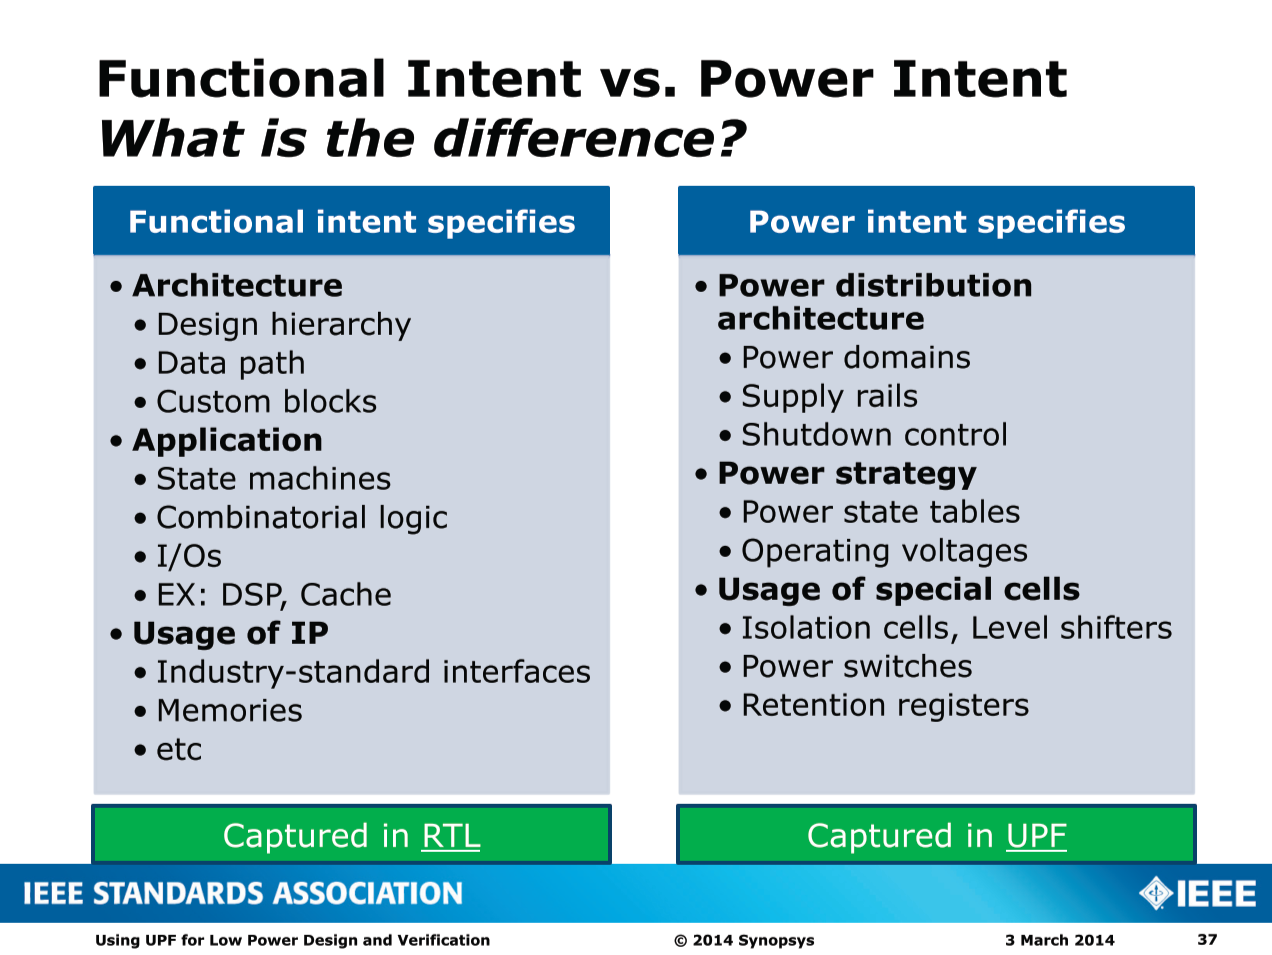 Functional Intent vs. Power Intent
What is the difference?
Functional intent specifies
• Architecture
• Design hierarchy
• Data path
• Custom blocks
• Application
• State machines
• Combinatorial logic
• I/Os
• EX: DSP, Cache
• Usage of IP
• Industry-standard interfaces
• Memories
• etc
Captured in RTL
Power intent specifies
• Power distribution
architecture
• Power domains
• Supply rails
• Shutdown control
• Power strategy
• Power state tables
• Operating voltages
• Usage of special cells
• Isolation cells, Level shifters
• Power switches
• Retention registers
Captured in UPF
IEEE STANDARDS ASSOCIATION
IEEE
Using UPF for Low Power Design and Verification
© 2014 Synopsys
3 March 2014
37